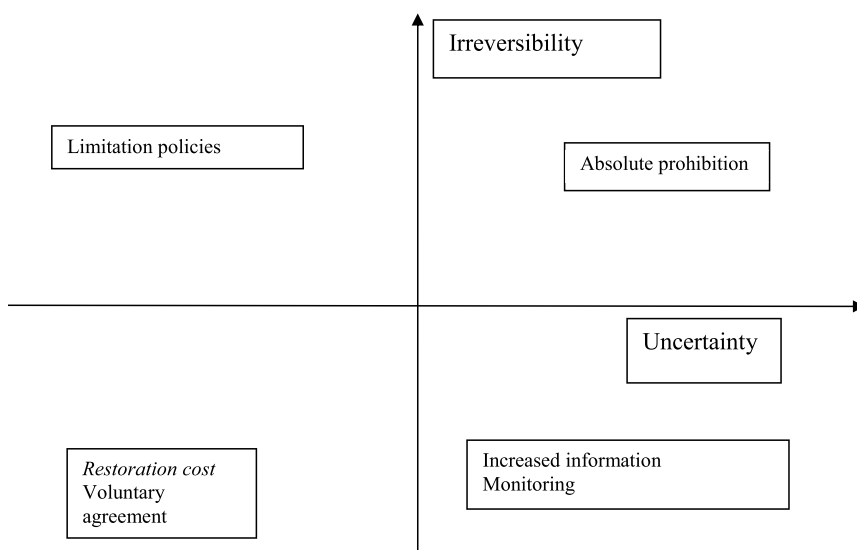 Irreversibility
Limitation policies
Absolute prohibition
Uncertainty
Restoration cost
Voluntary
agreement
Increased information
Monitoring